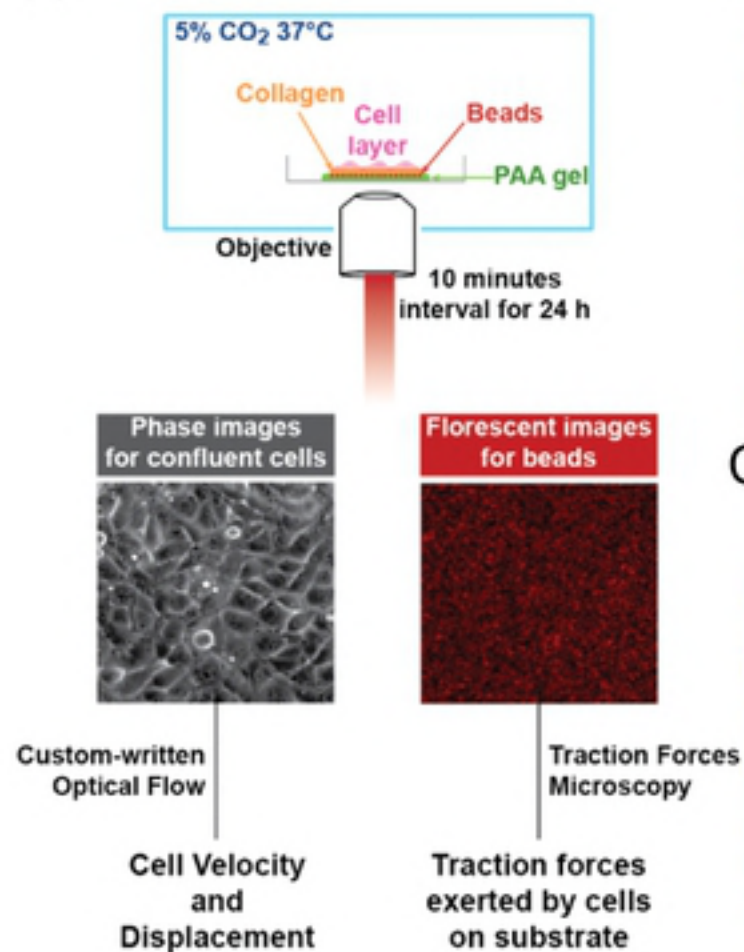 5% CO₂ 37°C
Collagen
Cell
layer
Beads
PAA gel
Objective
10 minutes
interval for 24 h
Phase images
for confluent cells
Florescent images
for beads
C
Custom-written
Optical Flow
Traction Forces
Microscopy
Cell Velocity
and
Displacement
Traction forces
exerted by cells
on substrate